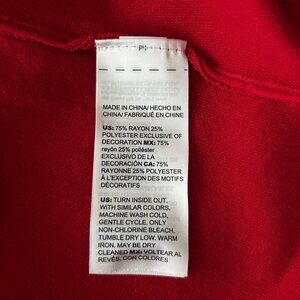 P
MADE IN CHINA/ HECHO EN
CHINA/ FABRIQUÉ EN CHINE
US: 75% RAYON 25%
POLYESTER EXCLUSIVE OF
DECORATION MX: 75%
rayón 25% poliéster
EXCLUSIVO DE LA
DECORACIÓN CA: 75%
RAYONNE 25% POLYESTER
À L'EXCEPTION DES MOTIFS
DÉCORATIFS
US: TURN INSIDE OUT,
WITH SIMILAR COLORS,
MACHINE WASH COLD,
GENTLE CYCLE, ONLY
NON-CHLORINE BLEACH,
TUMBLE DRY LOW, WARM
IRON, MAY BE DRY
CLEANED MX: VOLTEAR AL
REVÉS, CON COLORES